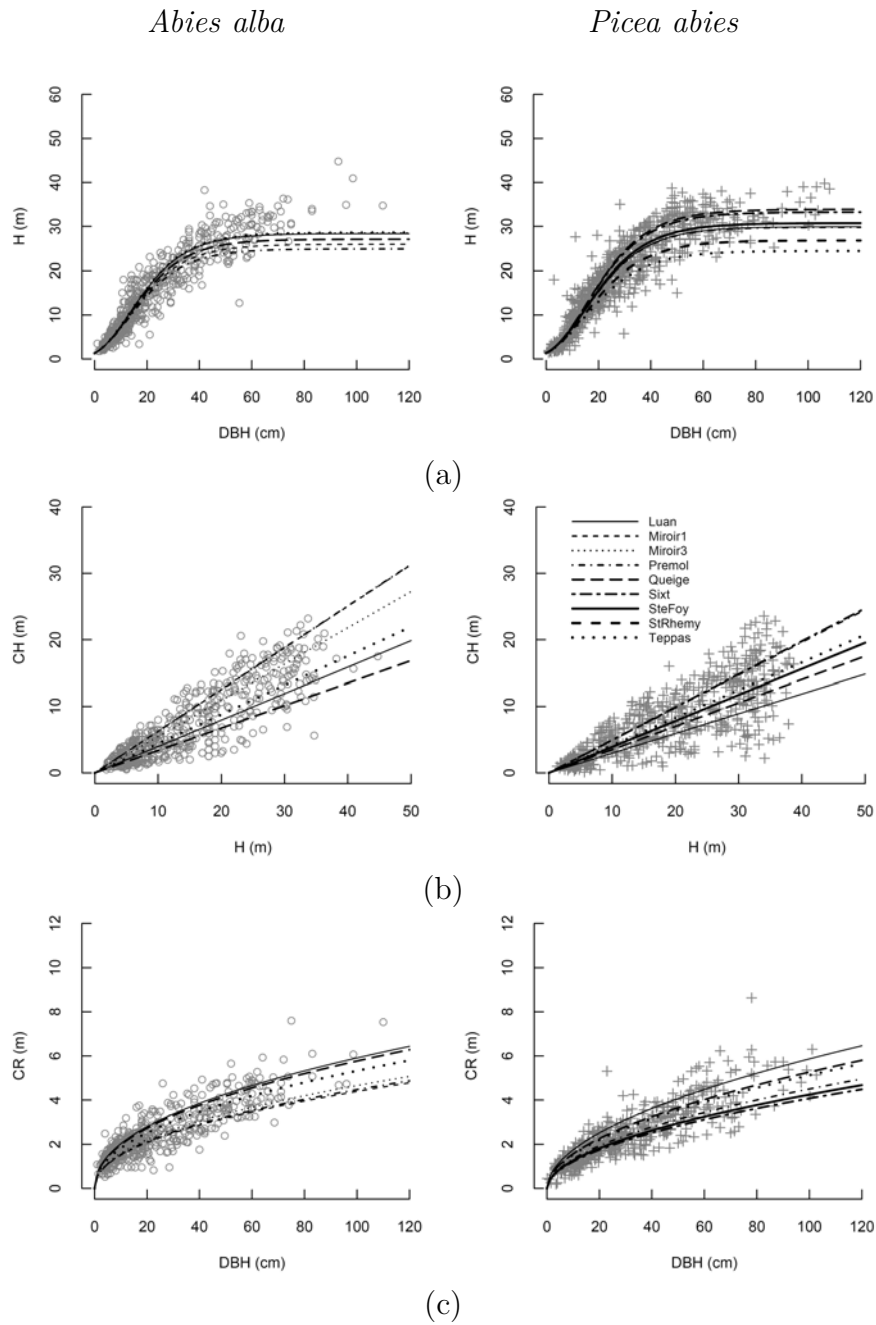 Abies alba
Picea abies
H (m)
0 10 20 30 40 50 60
0 20 40 60 80 100 120
DBH (cm)
H (m)
0 10 20 30 40 50 60
0 20 40 60 80 100 120
DBH (cm)
(a)
CH (m)
0 10 20 30 40
0 10 20 30 40 50
H (m)
CH (m)
0 10 20 30 40
Luan
Miroir1
Miroir3
Premol
Queige
Sixt
SteFoy
StRhemy
Teppas
0 10 20 30 40 50
H (m)
(b)
CR (m)
0 2 4 6 8 10 12
0 20 40 60 80 100 120
DBH (cm)
CR (m)
0 2 4 6 8 10 12
0 20 40 60 80 100 120
DBH (cm)
(c)